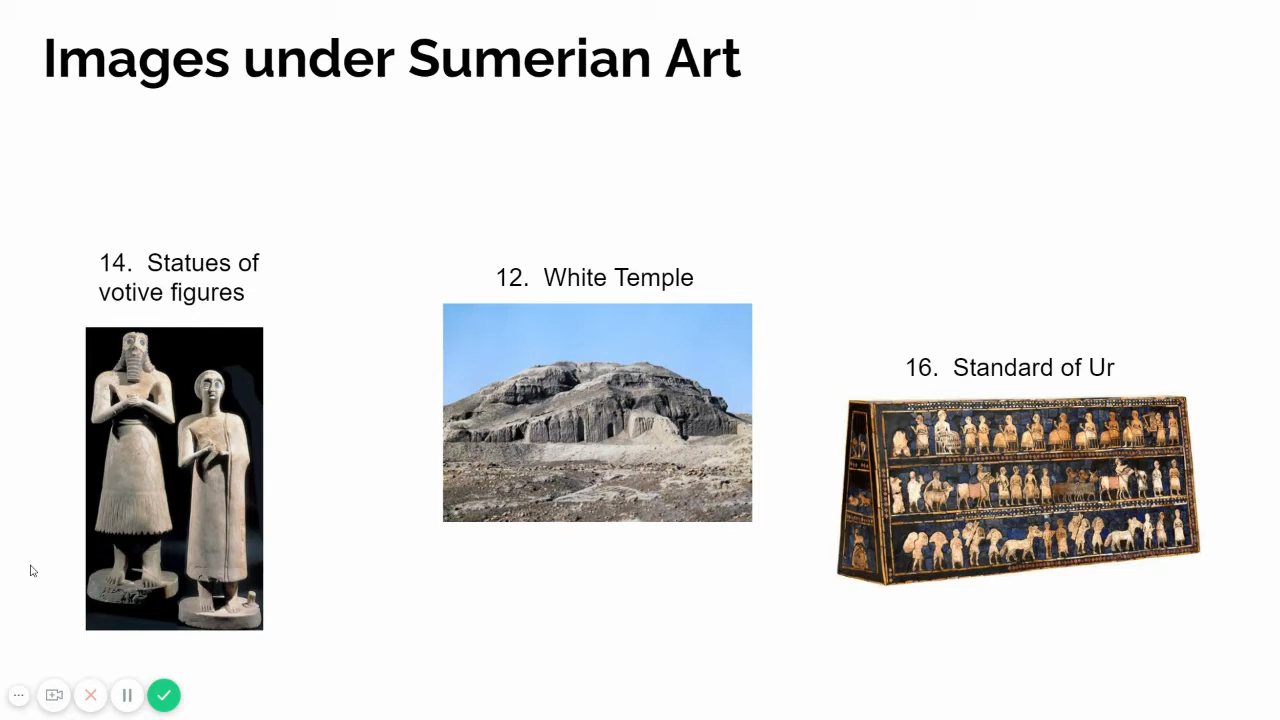 Images under Sumerian Art
14. Statues of
votive figures
12. White Temple
16. Standard of Ur